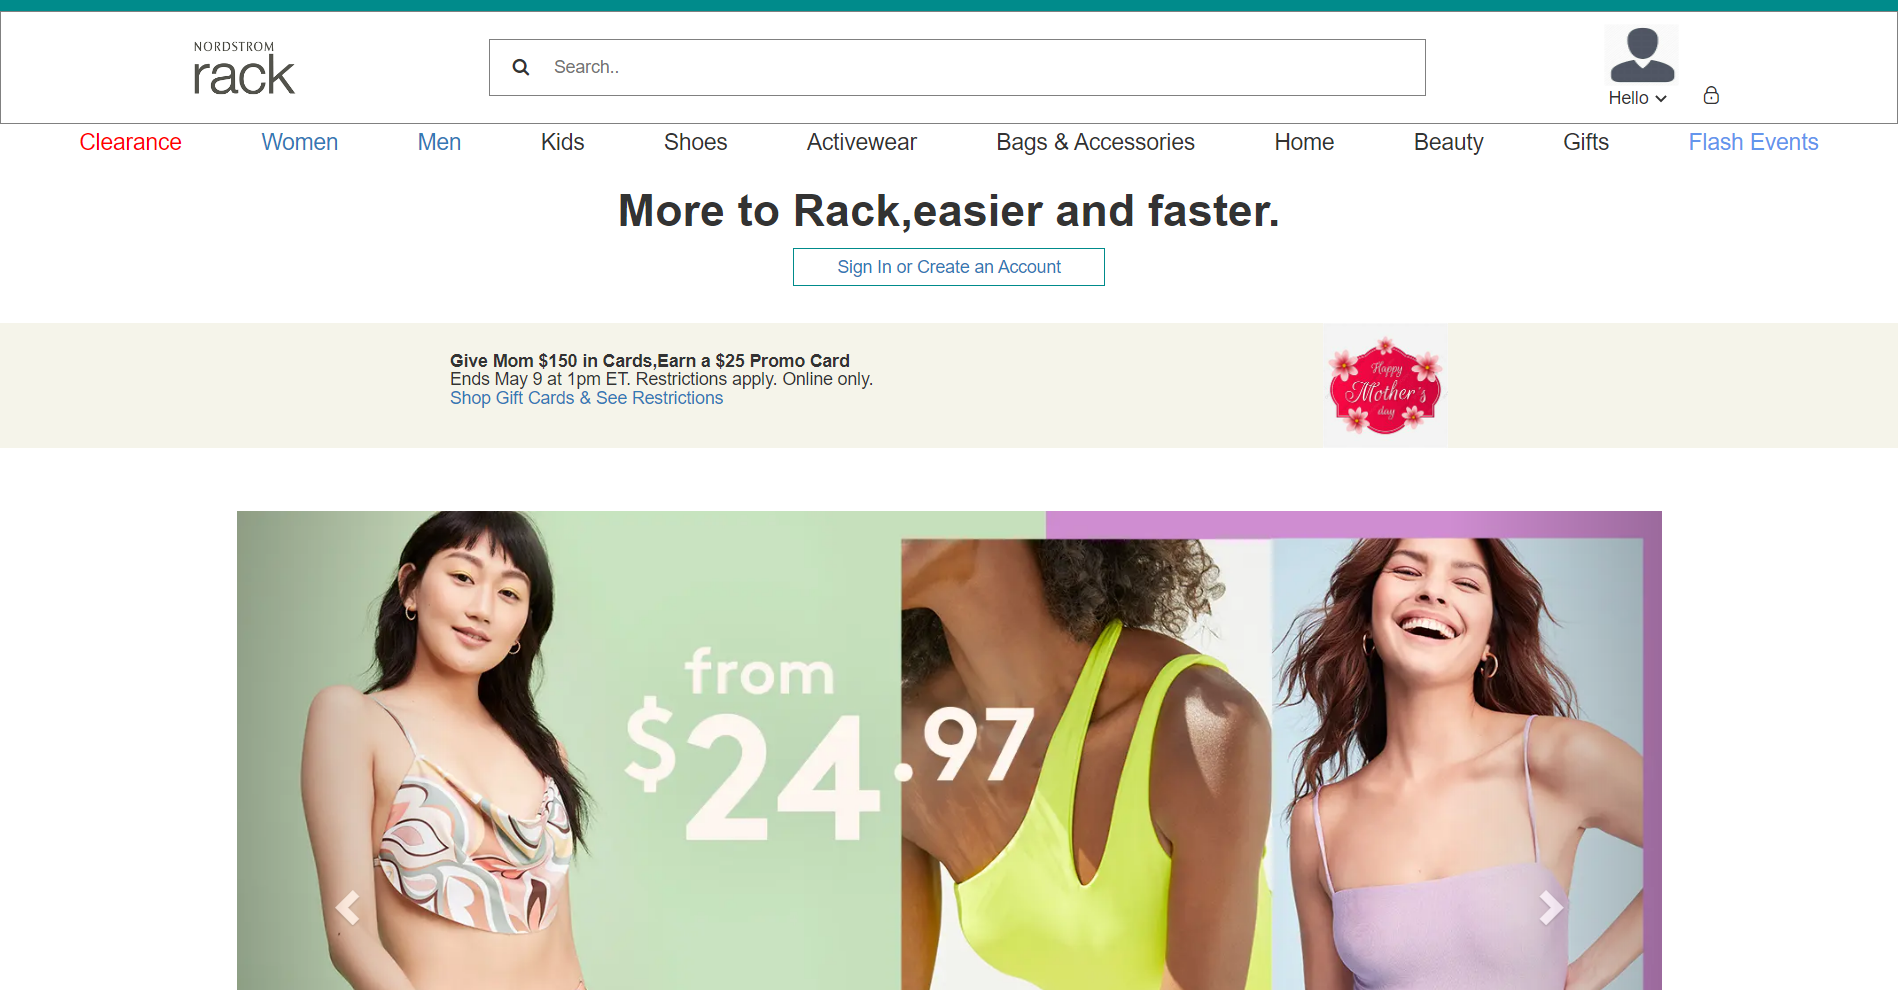 NORDSTROM
rack
Search..
Hello
Clearance Women Men Kids Shoes Activewear Bags & Accessories Home Beauty Gifts Flash Events
More to Rack,easier and faster.
Sign In or Create an Account
Give Mom $150 in Cards,Earn a $25 Promo Card
Ends May 9 at 1pm ET. Restrictions apply. Online only.
Shop Gift Cards & See Restrictions
Happy
Mother's
day
from
$24.97